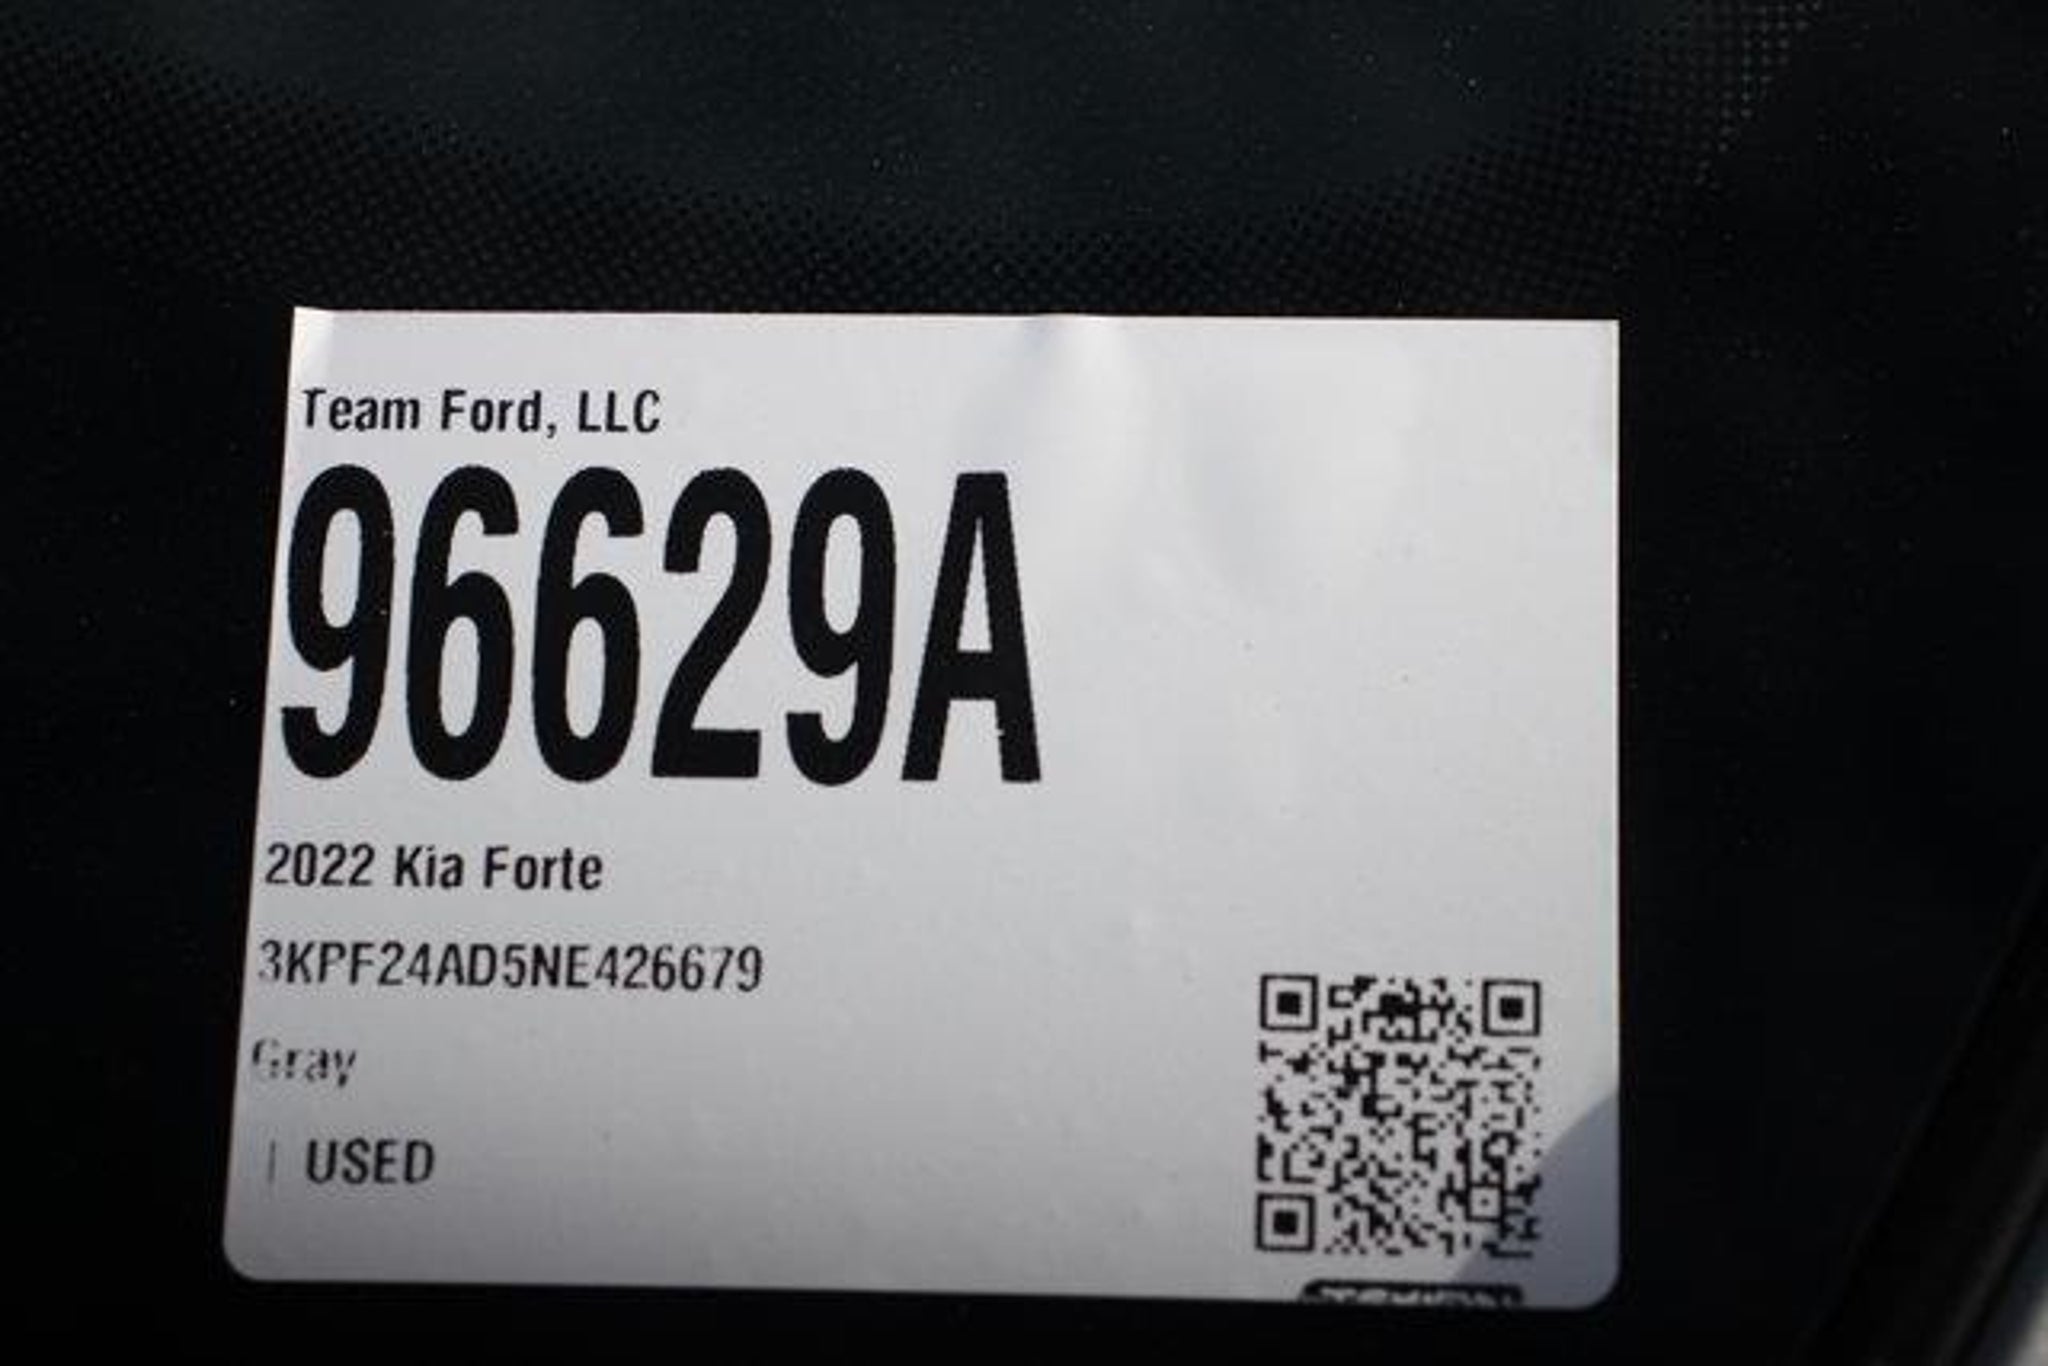 Team Ford, LLC
96629A
2022 Kia Forte
3KPF24AD5NE426679
Gray
| USED